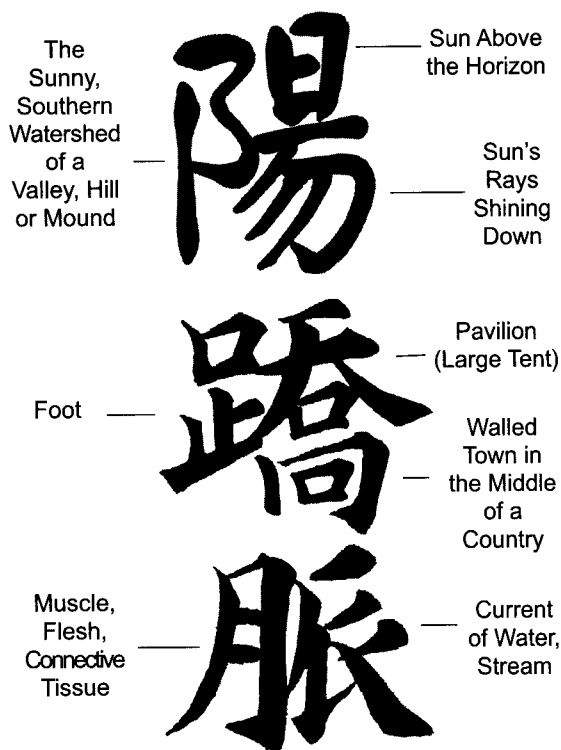 The
Sunny,
Southern
Watershed
of a
Valley, Hill
or Mound
陽
Sun Above
the Horizon
Sun's
Rays
Shining
Down
Foot
蹻
Pavilion
(Large Tent)
Walled
Town in
the Middle
of a
Country
Muscle,
Flesh,
Connective
Tissue
脈
Current
of Water,
Stream